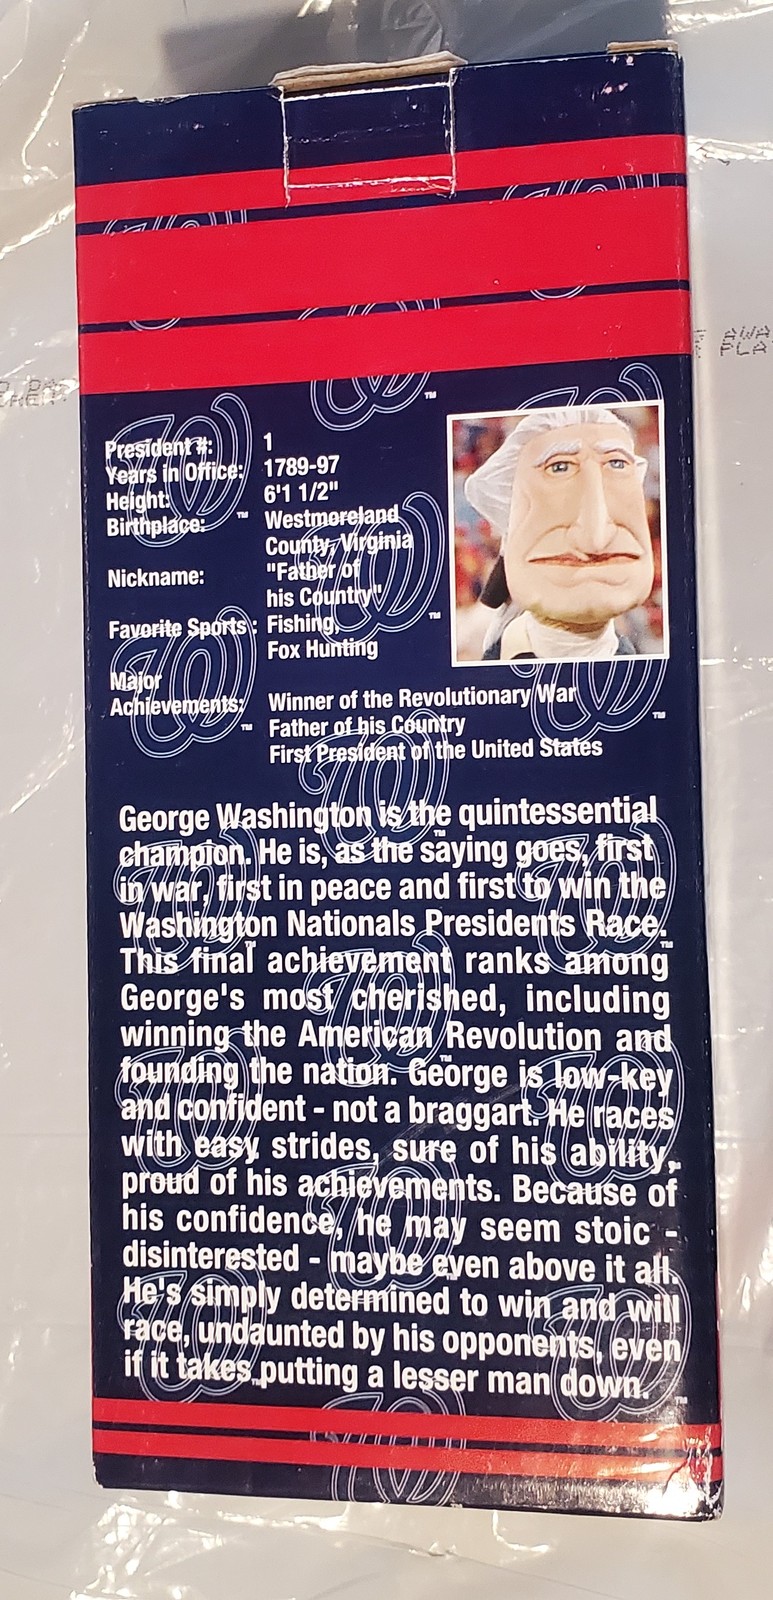 President #: 1
Years in Office: 1789-97
Height: 6'1 1/2"
Birthplace: Westmoreland
County, Virginia
Nickname: "Father of
his Country"
Favorite Sports: Fishing,
Fox Hunting
Major
Achievements: Winner of the Revolutionary War
Father of his Country
First President of the United States
George Washington is the quintessential
champion. He is, as the saying goes, first
in war, first in peace and first to win the
Washington Nationals Presidents Race.
This final achievement ranks among
George's most cherished, including
winning the American Revolution and
founding the nation. George is low-key
and confident - not a braggart. He races
with easy strides, sure of his ability,
proud of his achievements. Because of
his confidence, he may seem stoic -
disinterested - maybe even above it all.
He's simply determined to win and will
race, undaunted by his opponents, even
if it takes putting a lesser man down.
W
TM
AWA
PLA